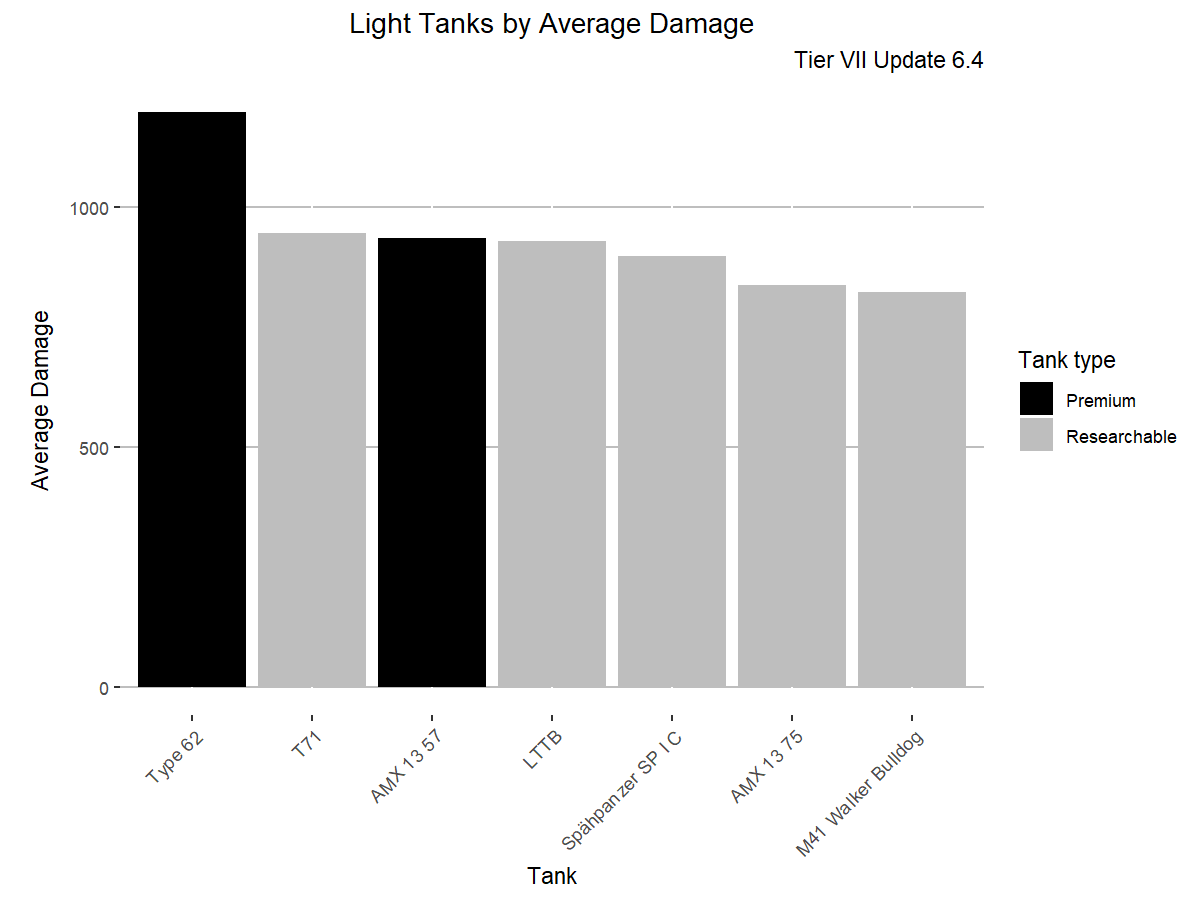 Light Tanks by Average Damage
Tier VII Update 6.4
Average Damage
1000
500
0
Type 62
T71
AMX 13 57
LTTB
Spähpanzer SP I C
AMX 13 75
M41 Walker Bulldog
Tank
Tank type
Premium
Researchable